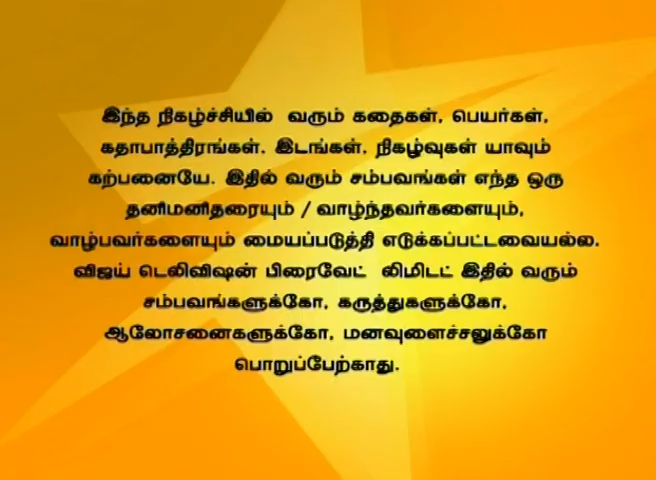 இந்த நிகழ்ச்சியில் வரும் கதைகள், பெயர்கள்,
கதாபாத்திரங்கள், இடங்கள், நிகழ்வுகள் யாவும்
கற்பனையே. இதில் வரும் சம்பவங்கள் எந்த ஒரு
தனிமனிதரையும் / வாழ்ந்தவர்களையும்,
வாழ்பவர்களையும் மையப்படுத்தி எடுக்கப்பட்டவையல்ல.
விஜய் டெலிவிஷன் பிரைவேட் லிமிடட் இதில் வரும்
சம்பவங்களுக்கோ, கருத்துகளுக்கோ,
ஆலோசனைகளுக்கோ, மனவுளைச்சலுக்கோ
பொறுப்பேற்காது.